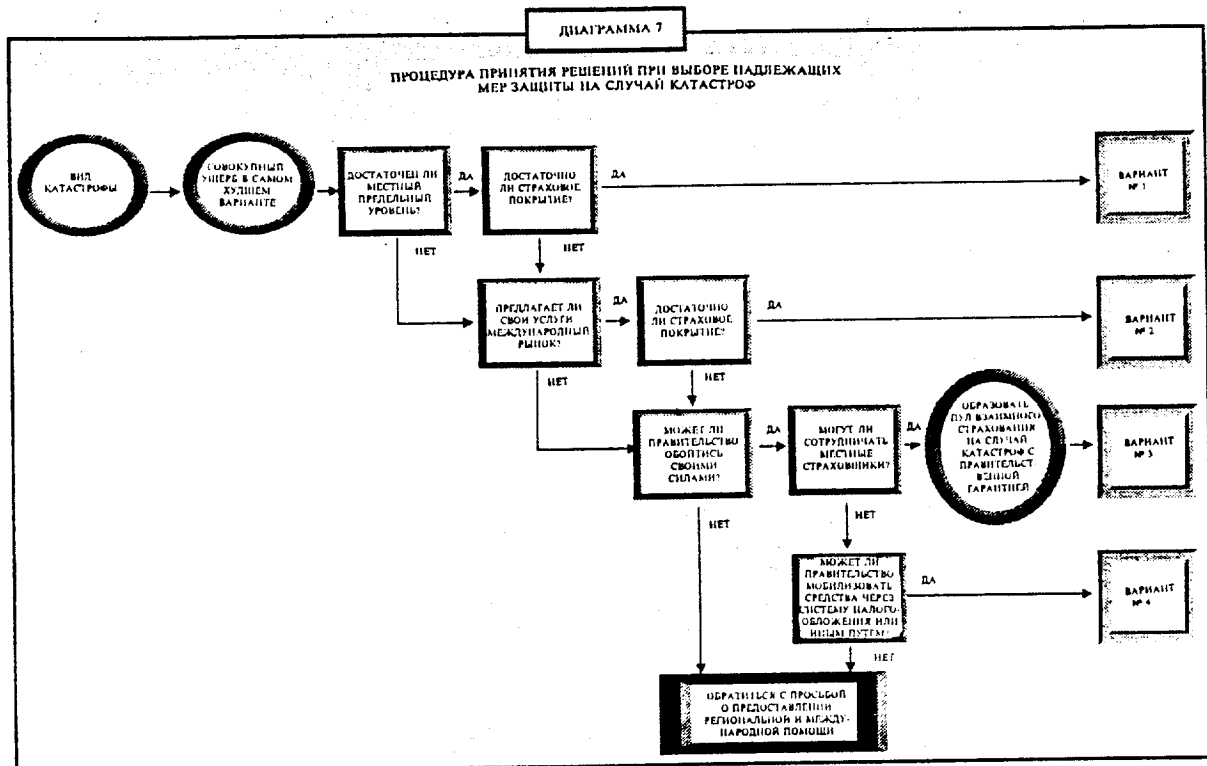 ДИАГРАММА 7
ПРОЦЕДУРА ПРИНЯТИЯ РЕШЕНИЙ ПРИ ВЫБОРЕ НАДЛЕЖАЩИХ
МЕР ЗАЩИТЫ НА СЛУЧАЙ КАТАСТРОФ
ВИД
КАТАСТРОФЫ
СОВОКУПНЫЙ
УЩЕРБ В САМОМ
ХУДШЕМ
ВАРИАНТЕ
ДОСТАТОЧЕН ЛИ
МЕСТНЫЙ
ПРЕДЕЛЬНЫЙ
УРОВЕНЬ?
ДА
ДОСТАТОЧНО
ЛИ СТРАХОВОЕ
ПОКРЫТИЕ?
ДА
ВАРИАНТ
№ 1
НЕТ
НЕТ
ПРЕДЛАГАЕТ ЛИ
СВОИ УСЛУГИ
МЕЖДУНАРОДНЫЙ
РЫНОК?
ДА
ДОСТАТОЧНО
ЛИ СТРАХОВОЕ
ПОКРЫТИЕ?
ДА
ВАРИАНТ
№ 2
НЕТ
НЕТ
МОЖЕТ ЛИ
ПРАВИТЕЛЬСТВО
ОБОЙТИСЬ
СВОИМИ
СИЛАМИ?
ДА
МОГУТ ЛИ
СОТРУДНИЧАТЬ
МЕСТНЫЕ
СТРАХОВЩИКИ?
ДА
ОБРАЗОВАТЬ
ПУЛ ВЗАИМНОГО
СТРАХОВАНИЯ
НА СЛУЧАЙ
КАТАСТРОФ С
ПРАВИТЕЛЬСТ
ВЕННОЙ
ГАРАНТИЕЙ
ВАРИАНТ
№ 3
НЕТ
НЕТ
МОЖЕТ ЛИ
ПРАВИТЕЛЬСТВО
МОБИЛИЗОВАТЬ
СРЕДСТВА ЧЕРЕЗ
СИСТЕМУ НАЛОГО-
ОБЛОЖЕНИЯ ИЛИ
ИНЫМ ПУТЕМ?
ДА
ВАРИАНТ
№ 4
НЕТ
ОБРАТИТЬСЯ С ПРОСЬБОЙ
О ПРЕДОСТАВЛЕНИИ
РЕГИОНАЛЬНОЙ И МЕЖДУ-
НАРОДНОЙ ПОМОЩИ